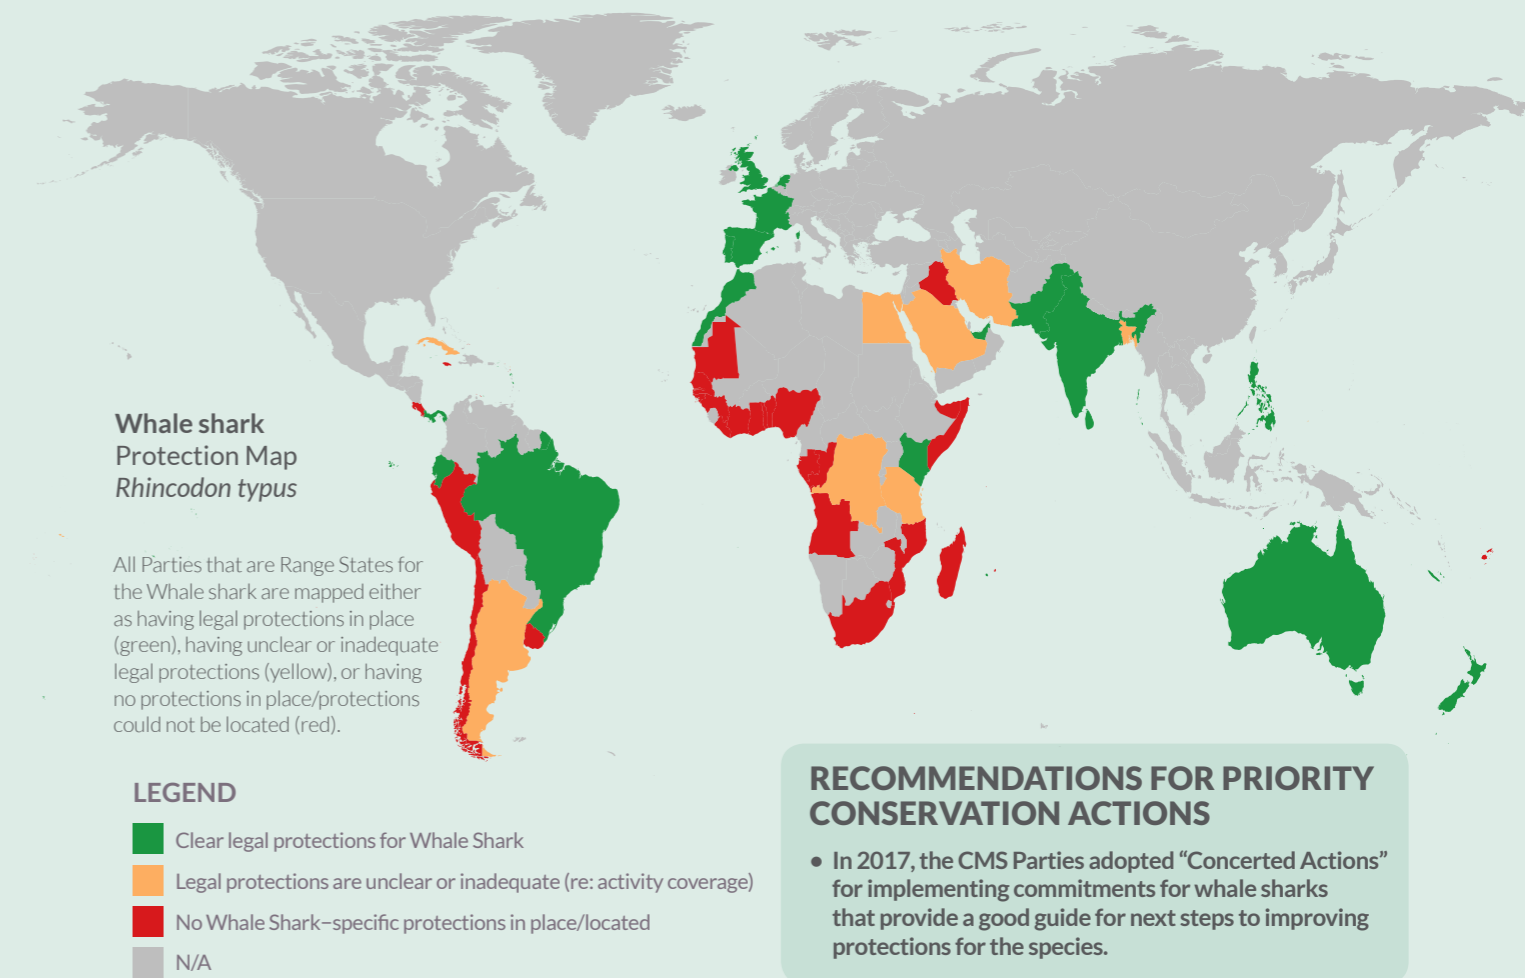 Whale shark
Protection Map
Rhincodon typus
All Parties that are Range States for
the Whale shark are mapped either
as having legal protections in place
(green), having unclear or inadequate
legal protections (yellow), or having
no protections in place/protections
could not be located (red).
LEGEND
Clear legal protections for Whale Shark
Legal protections are unclear or inadequate (re: activity coverage)
No Whale Shark–specific protections in place/located
N/A
RECOMMENDATIONS FOR PRIORITY
CONSERVATION ACTIONS
• In 2017, the CMS Parties adopted “Concerted Actions”
for implementing commitments for whale sharks
that provide a good guide for next steps to improving
protections for the species.